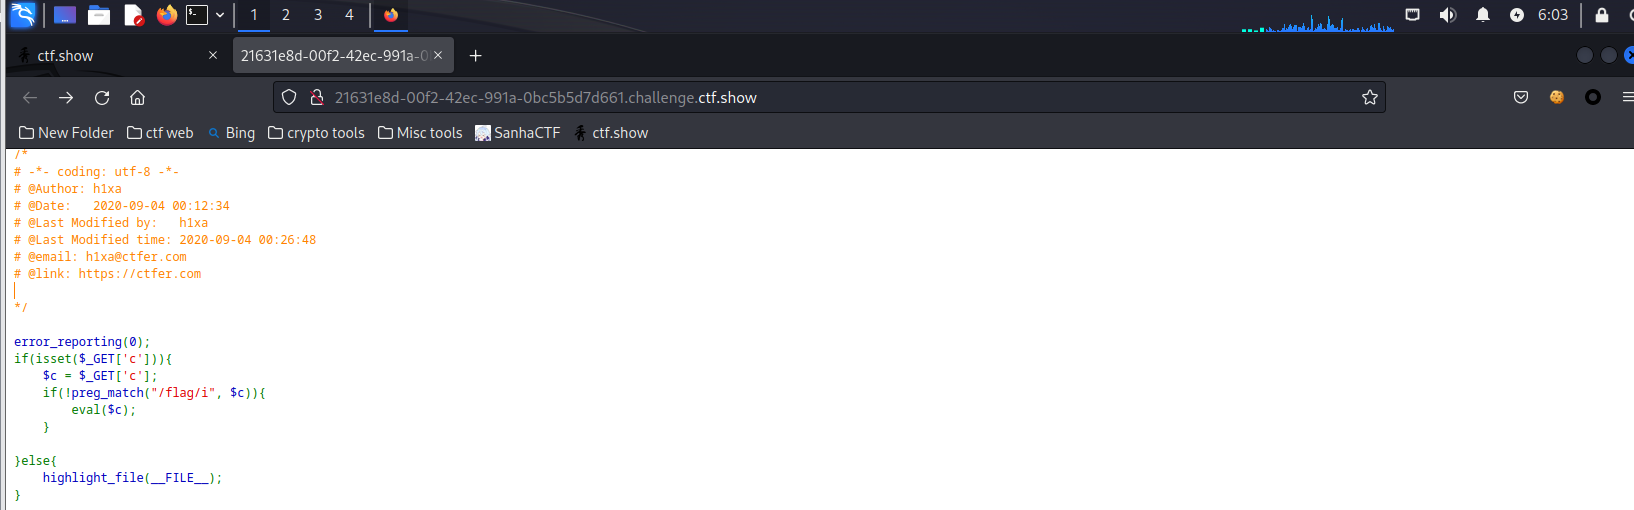 1 2 3 4 6:03
ctf.show 21631e8d-00f2-42ec-991a-0
21631e8d-00f2-42ec-991a-0bc5b5d7d661.challenge.ctf.show
New Folder ctf web Bing crypto tools Misc tools SanhaCTF ctf.show
/*
# -*- coding: utf-8 -*-
# @Author: h1xa
# @Date:   2020-09-04 00:12:34
# @Last Modified by:   h1xa
# @Last Modified time: 2020-09-04 00:26:48
# @email: h1xa@ctfer.com
# @link: https://ctfer.com
*/
error_reporting(0);
if(isset($_GET['c'])){
    $c = $_GET['c'];
    if(!preg_match("/flag/i", $c)){
        eval($c);
    }
}else{
    highlight_file(__FILE__);
}